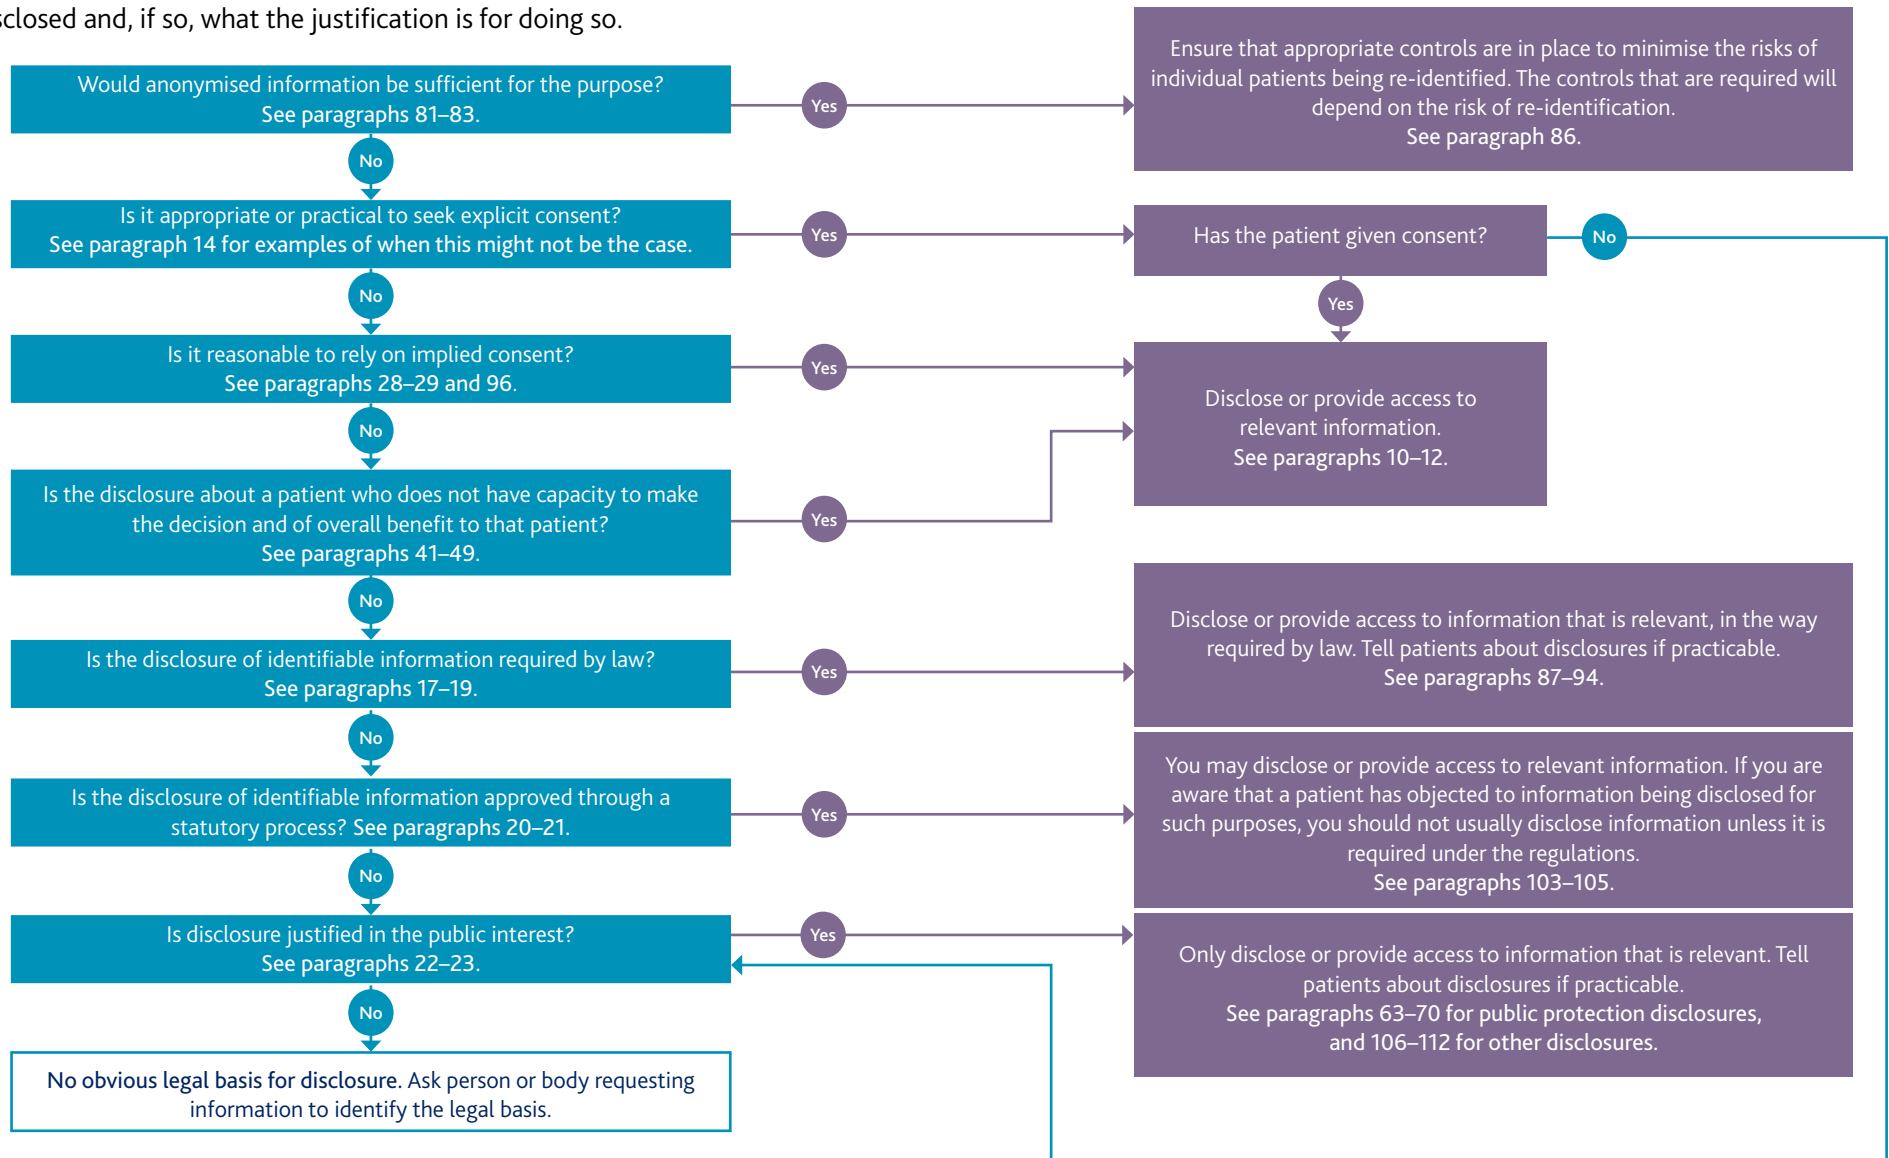 sclosed and, if so, what the justification is for doing so.
Would anonymised information be sufficient for the purpose?
See paragraphs 81–83.
Yes
Ensure that appropriate controls are in place to minimise the risks of
individual patients being re-identified. The controls that are required will
depend on the risk of re-identification.
See paragraph 86.
No
Is it appropriate or practical to seek explicit consent?
See paragraph 14 for examples of when this might not be the case.
Yes
Has the patient given consent?
No
Yes
No
Is it reasonable to rely on implied consent?
See paragraphs 28–29 and 96.
Yes
Disclose or provide access to
relevant information.
See paragraphs 10–12.
No
Is the disclosure about a patient who does not have capacity to make
the decision and of overall benefit to that patient?
See paragraphs 41–49.
Yes
No
Is the disclosure of identifiable information required by law?
See paragraphs 17–19.
Yes
Disclose or provide access to information that is relevant, in the way
required by law. Tell patients about disclosures if practicable.
See paragraphs 87–94.
No
Is the disclosure of identifiable information approved through a
statutory process? See paragraphs 20–21.
Yes
You may disclose or provide access to relevant information. If you are
aware that a patient has objected to information being disclosed for
such purposes, you should not usually disclose information unless it is
required under the regulations.
See paragraphs 103–105.
No
Is disclosure justified in the public interest?
See paragraphs 22–23.
Yes
Only disclose or provide access to information that is relevant. Tell
patients about disclosures if practicable.
See paragraphs 63–70 for public protection disclosures,
and 106–112 for other disclosures.
No
No obvious legal basis for disclosure. Ask person or body requesting
information to identify the legal basis.